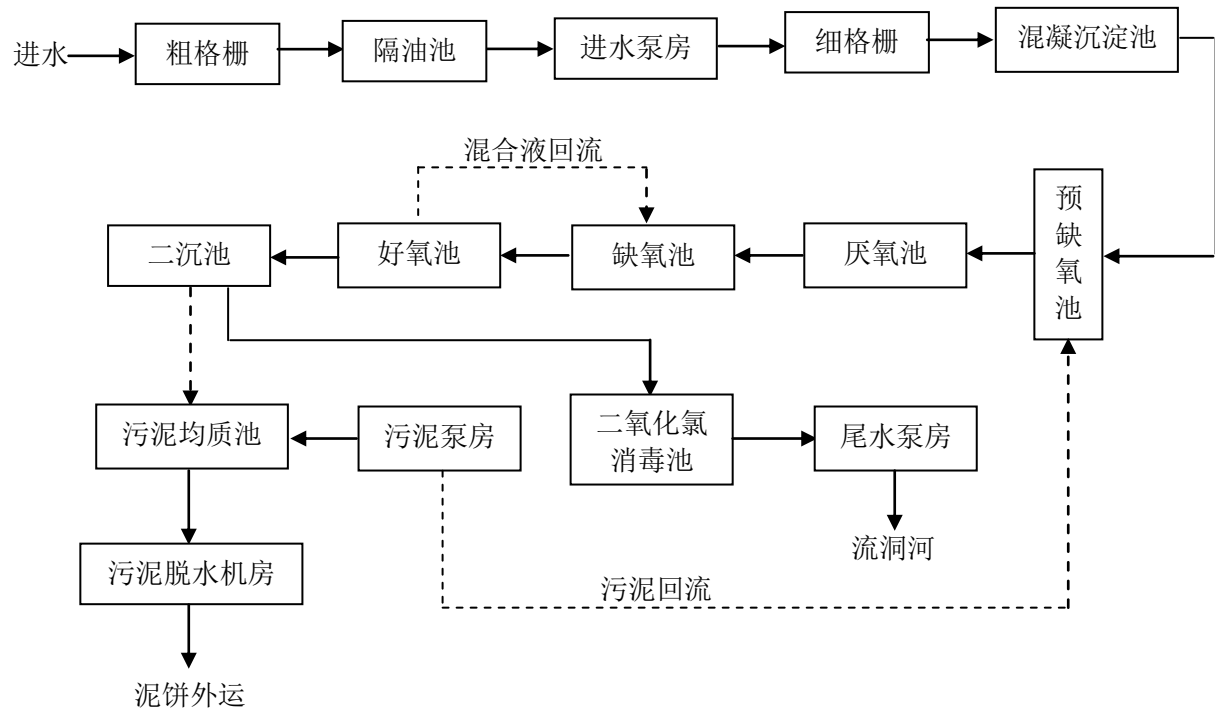 进水
粗格栅
隔油池
进水泵房
细格栅
混凝沉淀池
混合液回流
二沉池
好氧池
缺氧池
厌氧池
预
缺
氧
池
污泥均质池
污泥泵房
二氧化氯
消毒池
尾水泵房
流洞河
污泥脱水机房
污泥回流
泥饼外运